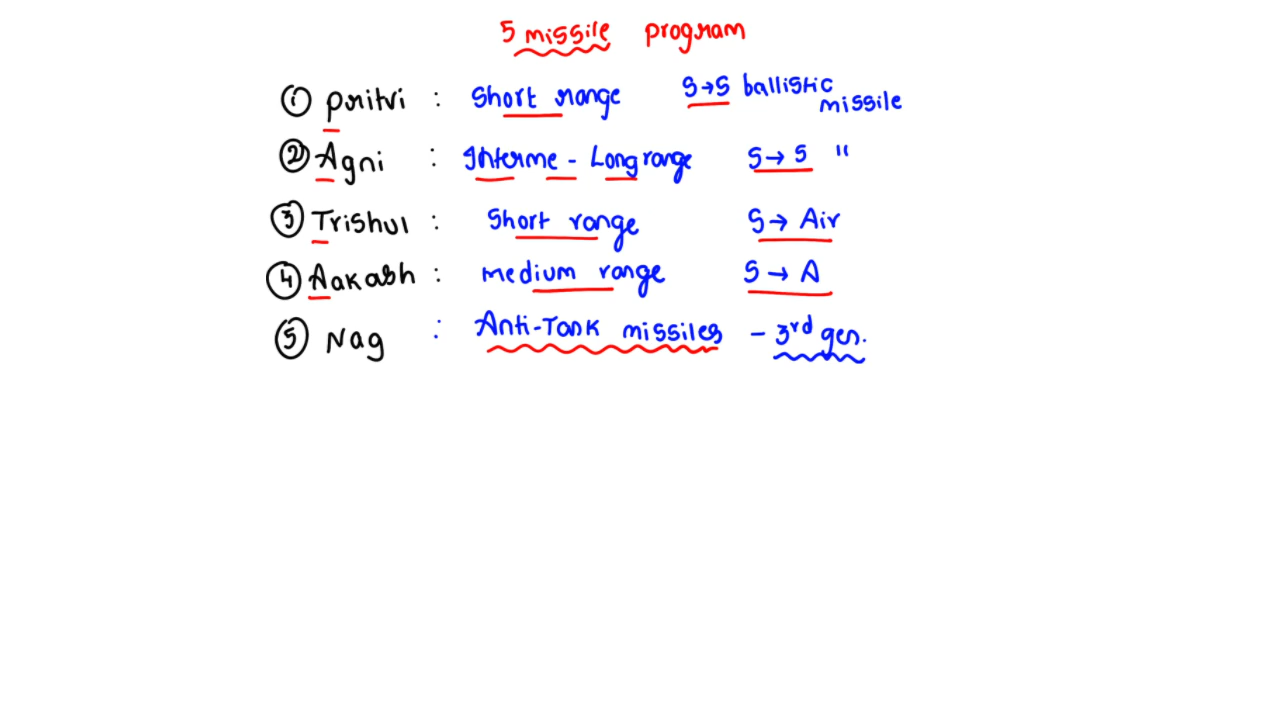 5 missile program
① Pritvi : Short range S→S ballistic missile
② Agni : Interme - Long range S→S "
③ Trishul : Short range S→ Air
④ Aakash : medium range S → A
⑤ Nag : Anti-Tank missiles - 3rd gen.